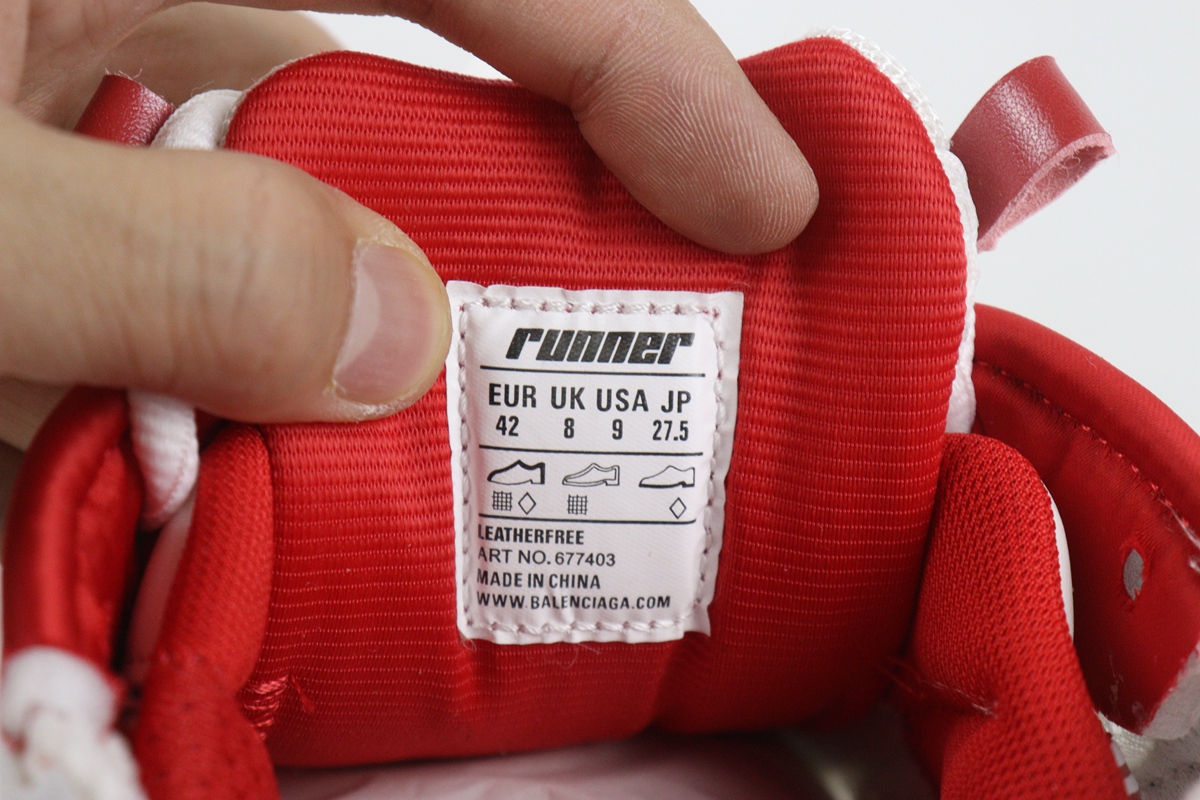 runner
EUR UK USA JP
42 8 9 27.5
LEATHERFREE
ART NO. 677403
MADE IN CHINA
WWW.BALENCIAGA.COM